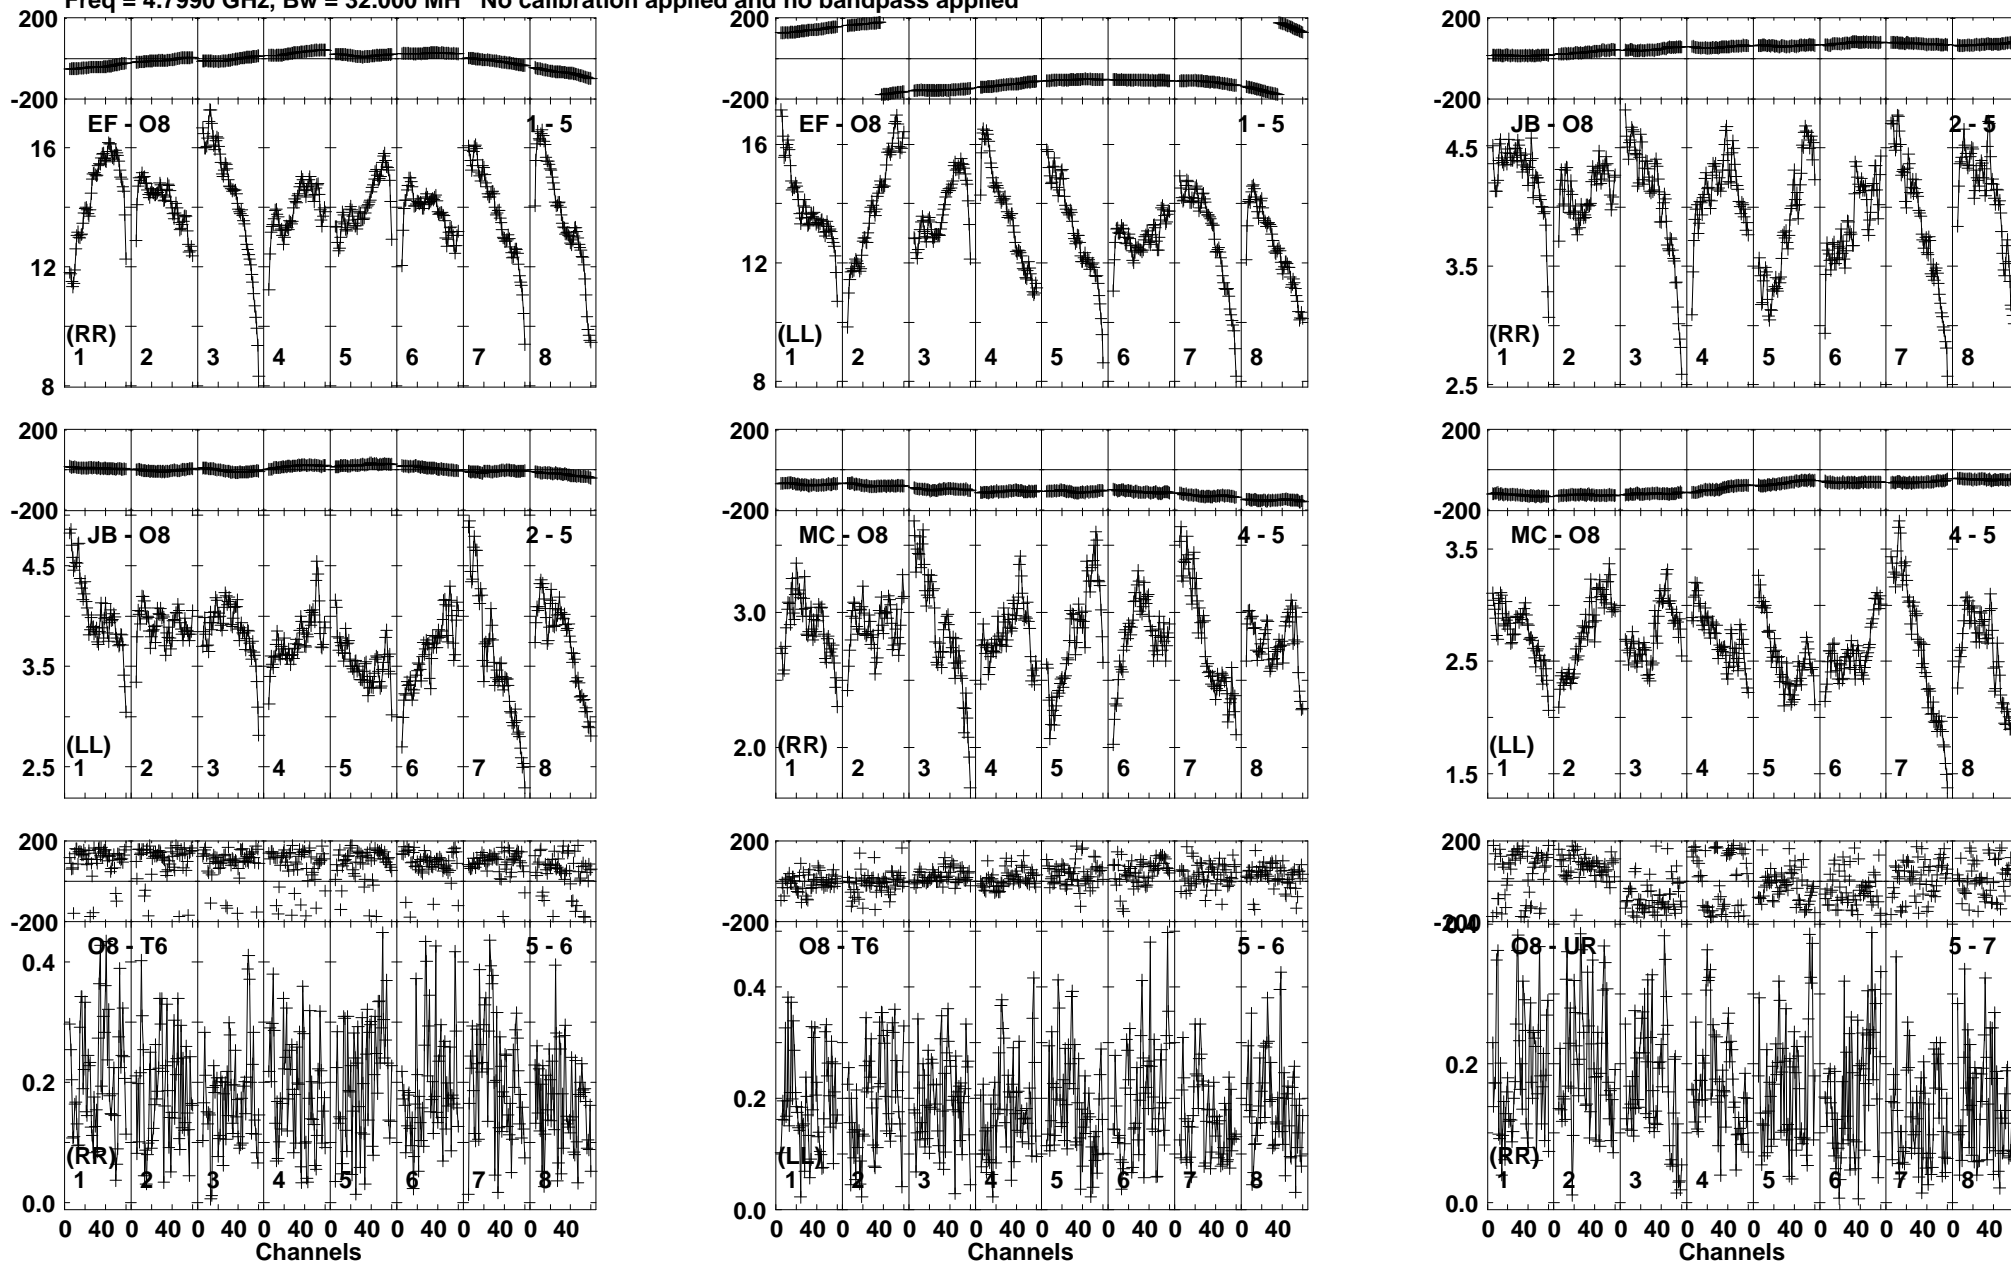 Freq = 4.7990 GHz, Bw = 32.000 MH No calibration applied and no bandpass applied
200
-200
EF - O8 1 - 5
16
12
8
(RR)
1 2 3 4 5 6 7 8
200
-200
EF - O8 1 - 5
16
12
8
(LL)
1 2 3 4 5 6 7 8
200
-200
JB - O8 2 - 5
4.5
3.5
2.5
(RR)
1 2 3 4 5 6 7 8
200
-200
JB - O8 2 - 5
4.5
3.5
2.5
(LL)
1 2 3 4 5 6 7 8
200
-200
MC - O8 4 - 5
3.0
2.0
(RR)
1 2 3 4 5 6 7 8
200
-200
MC - O8 4 - 5
3.5
2.5
1.5
(LL)
1 2 3 4 5 6 7 8
200
-200
O8 - T6 5 - 6
0.4
0.2
0.0
(RR)
1 2 3 4 5 6 7 8
0 40 0 40 0 40 0 40 0 40 0 40 0 40 0 40
Channels
200
-200
O8 - T6 5 - 6
0.4
0.2
0.0
(LL)
1 2 3 4 5 6 7 8
0 40 0 40 0 40 0 40 0 40 0 40 0 40 0 40
Channels
200
-200
0.4
O8 - UR 5 - 7
0.2
0.0
(RR)
1 2 3 4 5 6 7 8
0 40 0 40 0 40 0 40 0 40 0 40 0 40 0 40
Channels